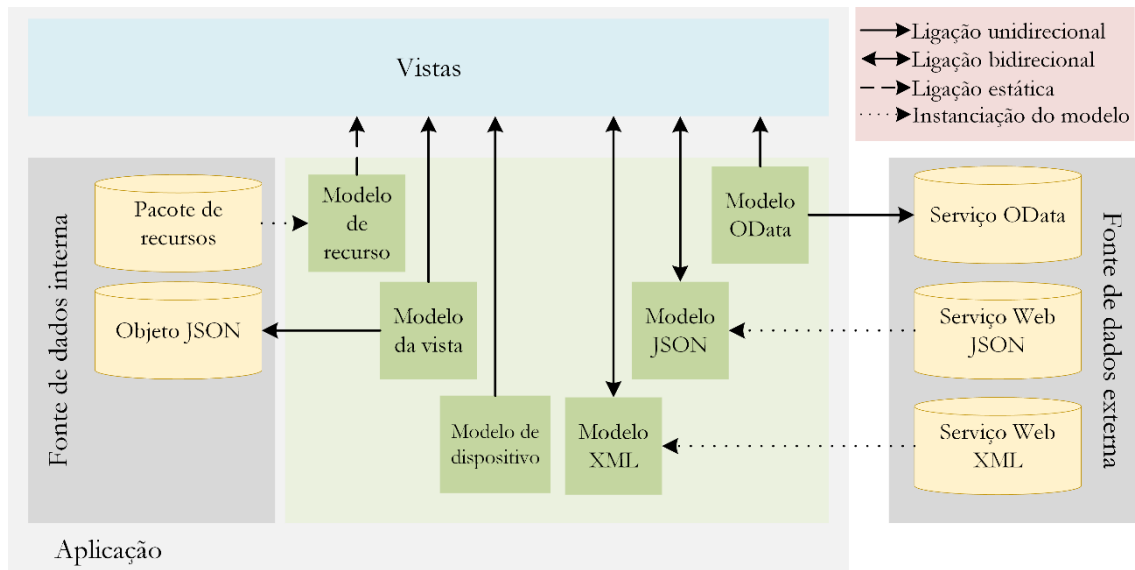 Vistas
Ligação unidirecional
Ligação bidirecional
Ligação estática
Instanciação do modelo
Fonte de dados interna
Pacote de
recursos
Objeto JSON
Modelo
de
recurso
Modelo
da vista
Modelo de
dispositivo
Modelo
XML
Modelo
JSON
Modelo
OData
Serviço OData
Serviço Web
JSON
Serviço Web
XML
Fonte de dados externa
Aplicação